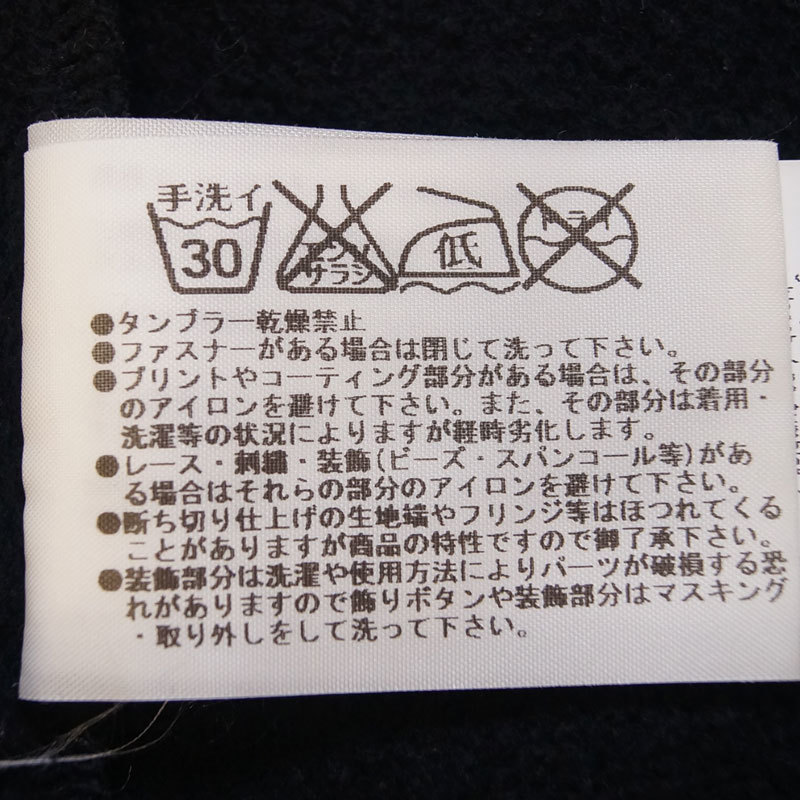 手洗イ
30
エンソ
サラシ
低
ドライ
●タンブラー乾燥禁止
●ファスナーがある場合は閉じて洗って下さい。
●プリントやコーティング部分がある場合は、その部分
のアイロンを避けて下さい。また、その部分は着用・
洗濯等の状況によりますが経時劣化します。
●レース・刺繍・装飾(ビーズ・スパンコール等)があ
る場合はそれらの部分のアイロンを避けて下さい。
●断ち切り仕上げの生地端やフリンジ等はほつれてくる
ことがありますが商品の特性ですので御了承下さい。
●装飾部分は洗濯や使用方法によりパーツが破損する恐
れがありますので飾りボタンや装飾部分はマスキング
・取り外しをして洗って下さい。